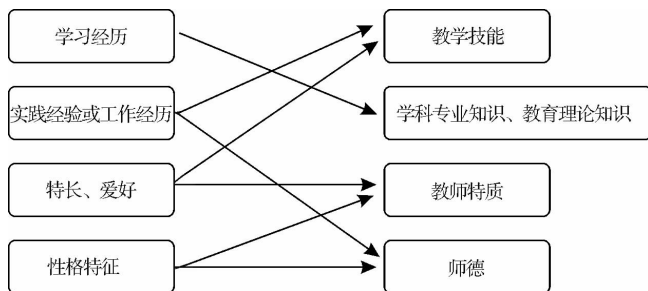 学习经历
教学技能
实践经验或工作经历
学科专业知识、教育理论知识
特长、爱好
教师特质
性格特征
师德